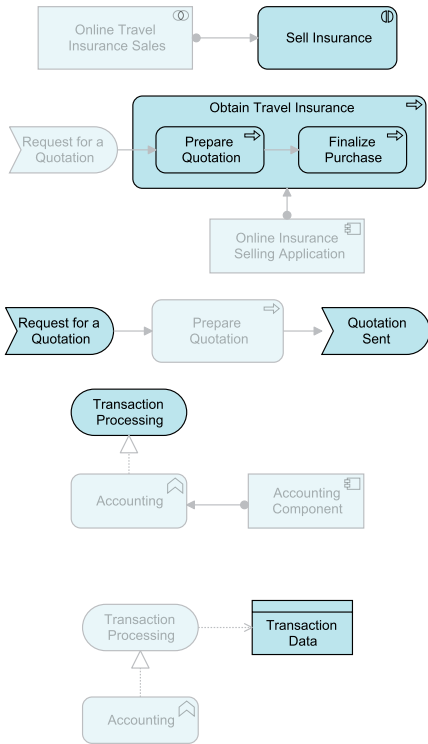 Online Travel
Insurance Sales
Sell Insurance
Obtain Travel Insurance
Request for a
Quotation
Prepare
Quotation
Finalize
Purchase
Online Insurance
Selling Application
Request for a
Quotation
Prepare
Quotation
Quotation
Sent
Transaction
Processing
Accounting
Accounting
Component
Transaction
Processing
Transaction
Data
Accounting